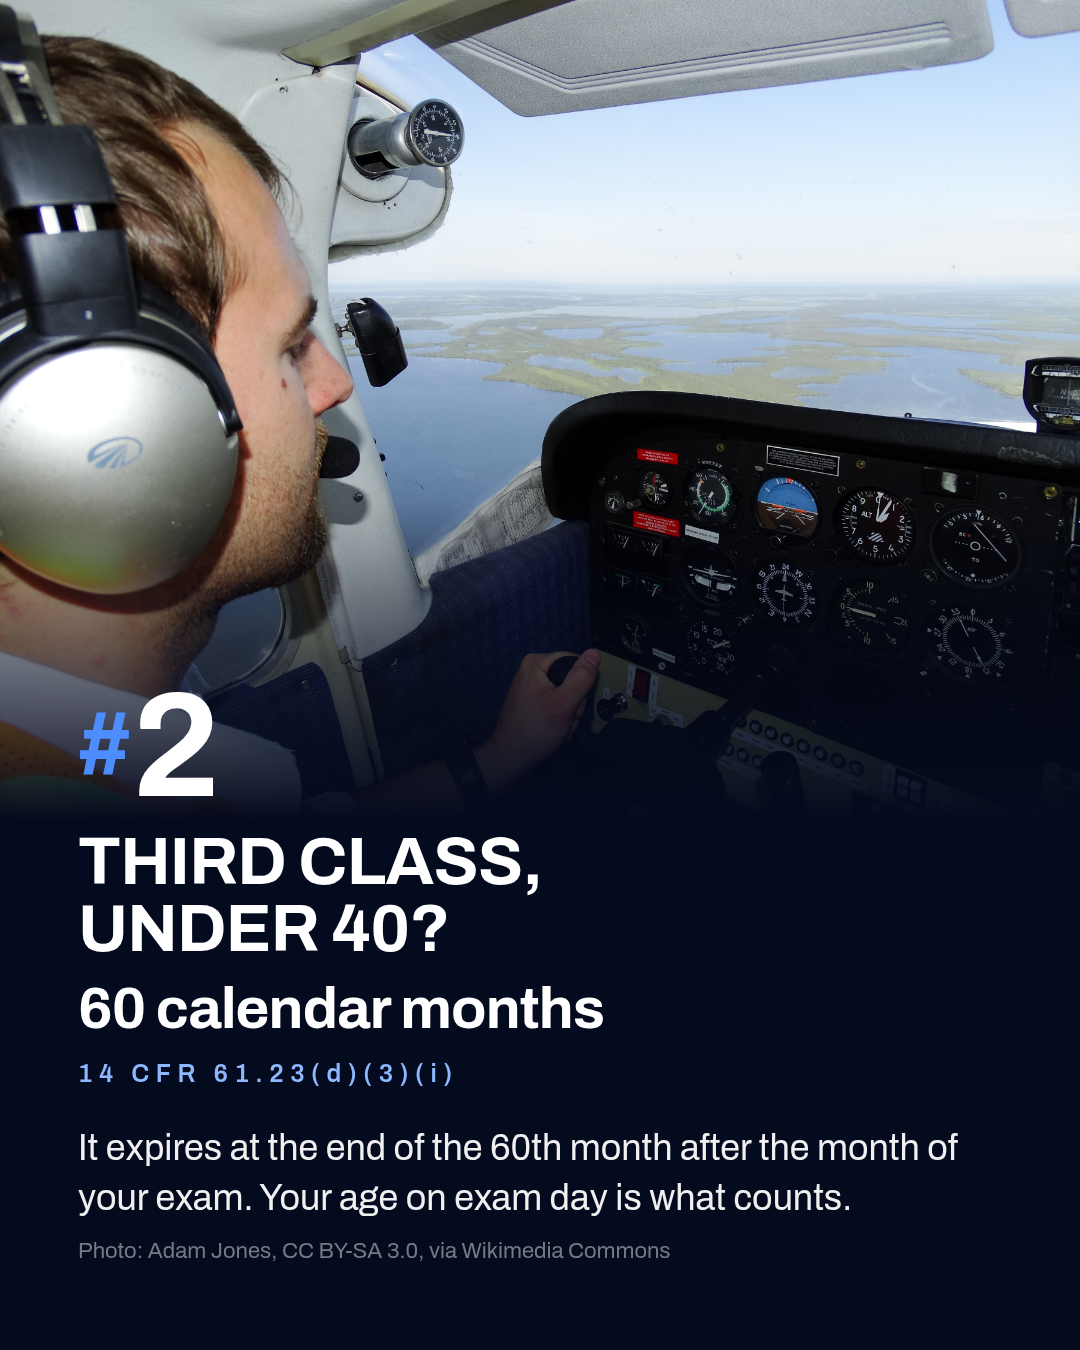 #2
THIRD CLASS,
UNDER 40?
60 calendar months
14 CFR 61.23(d)(3)(i)
It expires at the end of the 60th month after the month of
your exam. Your age on exam day is what counts.
Photo: Adam Jones, CC BY-SA 3.0, via Wikimedia Commons